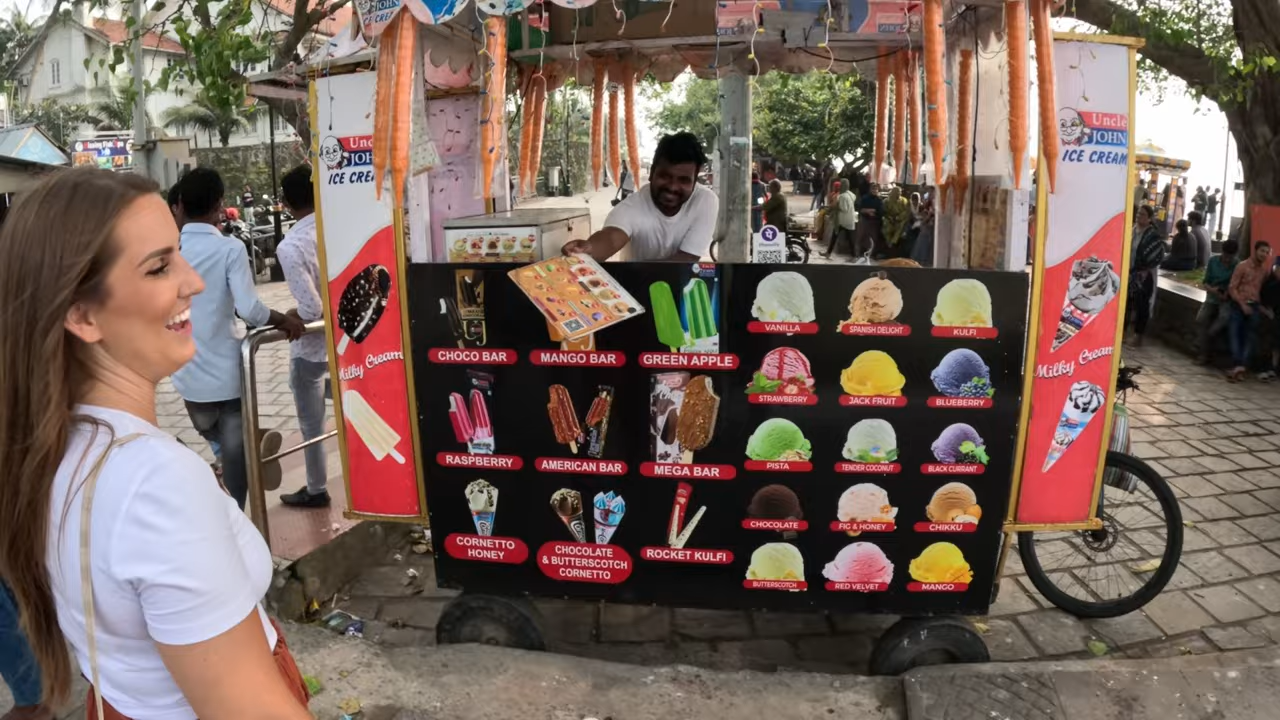 Uncle
JOHN
ICE CREAM
Milky Cream
CHOCO BAR
MANGO BAR
GREEN APPLE
RASPBERRY
AMERICAN BAR
MEGA BAR
CORNETTO
HONEY
CHOCOLATE
& BUTTERSCOTCH
CORNETTO
ROCKET KULFI
VANILLA
SPANISH DELIGHT
KULFI
STRAWBERRY
JACK FRUIT
BLUEBERRY
PISTA
TENDER COCONUT
BLACK CURRANT
CHOCOLATE
FIG & HONEY
CHIKKU
BUTTERSCOTCH
RED VELVET
MANGO
Uncle
JOHN
ICE CREAM
Milky Cream